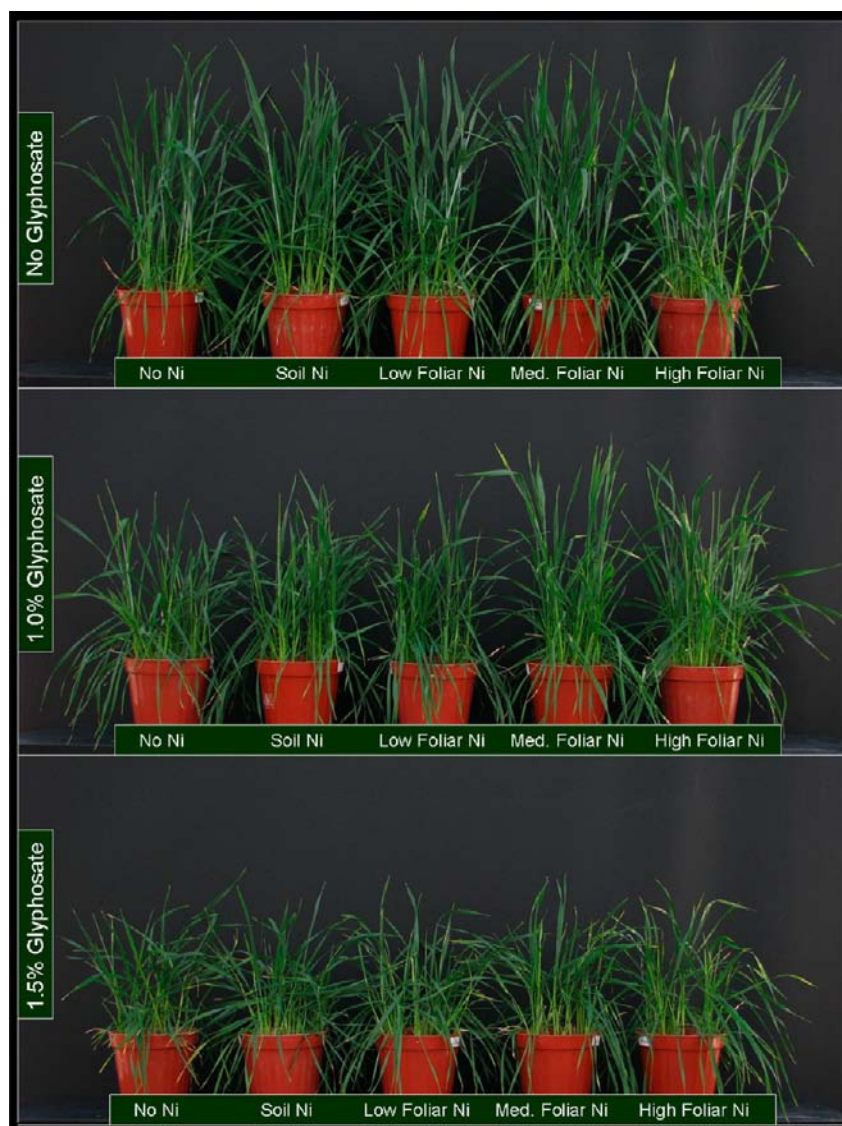 No Glyphosate
No Ni Soil Ni Low Foliar Ni Med. Foliar Ni High Foliar Ni
1.0% Glyphosate
No Ni Soil Ni Low Foliar Ni Med. Foliar Ni High Foliar Ni
1.5% Glyphosate
No Ni Soil Ni Low Foliar Ni Med. Foliar Ni High Foliar Ni